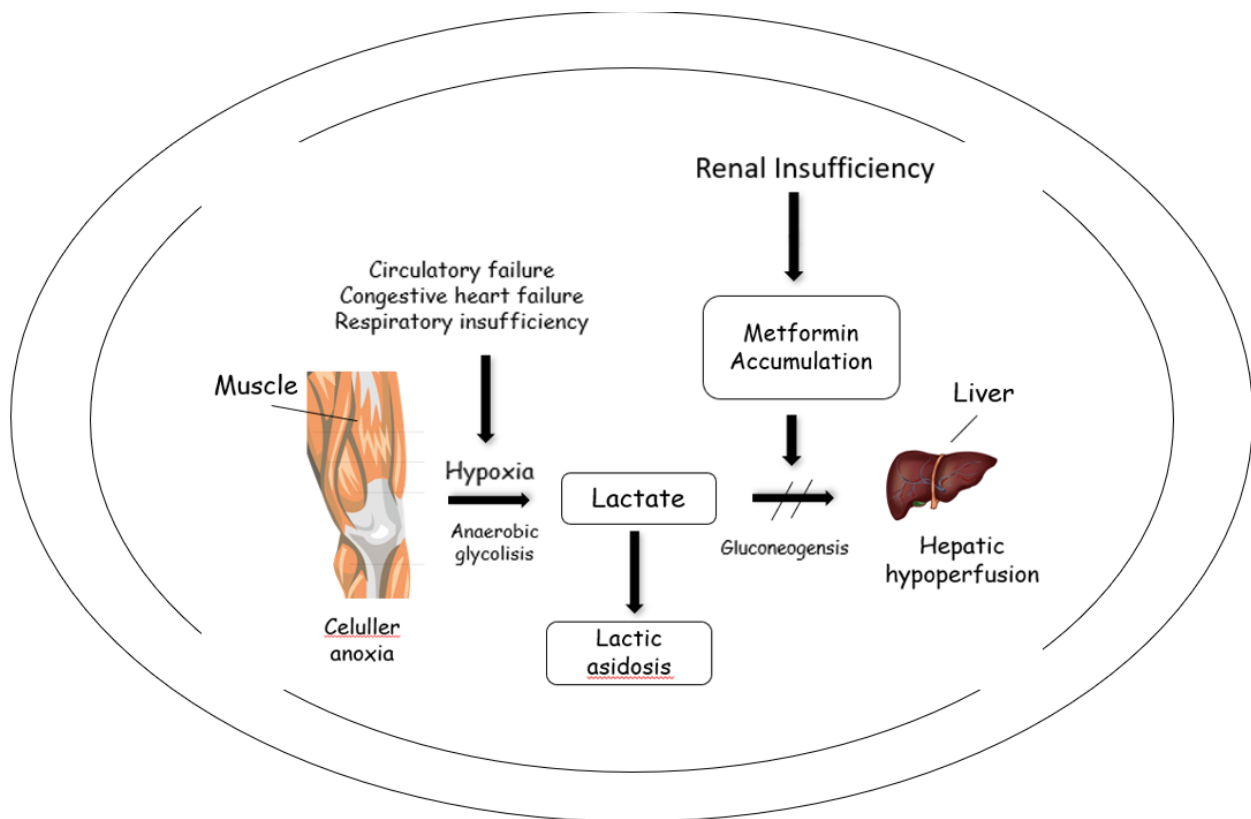 Renal Insufficiency
Circulatory failure
Congestive heart failure
Respiratory insufficiency
Metformin
Accumulation
Muscle
Liver
Hypoxia
Lactate
Anaerobic
glycolisis
Gluconeogensis
Hepatic
hypoperfusion
Celuller
anoxia
Lactic
asidosis